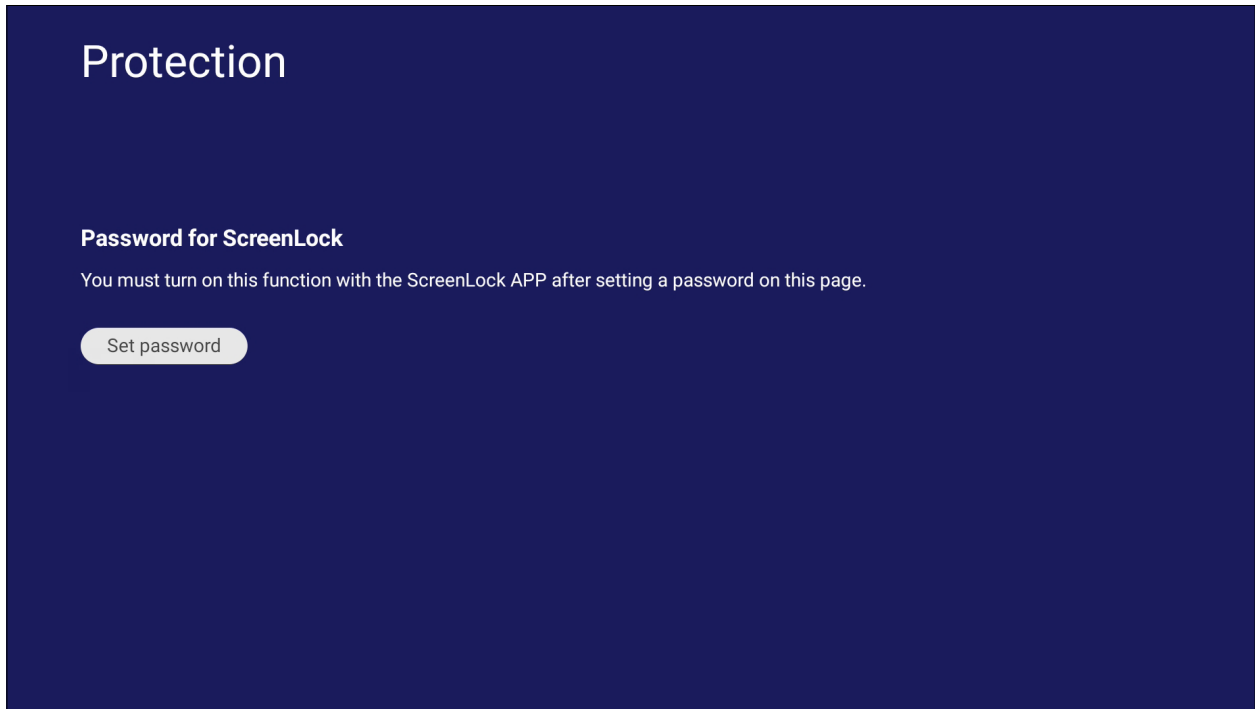 Protection
Password for ScreenLock
You must turn on this function with the ScreenLock APP after setting a password on this page.
Set password